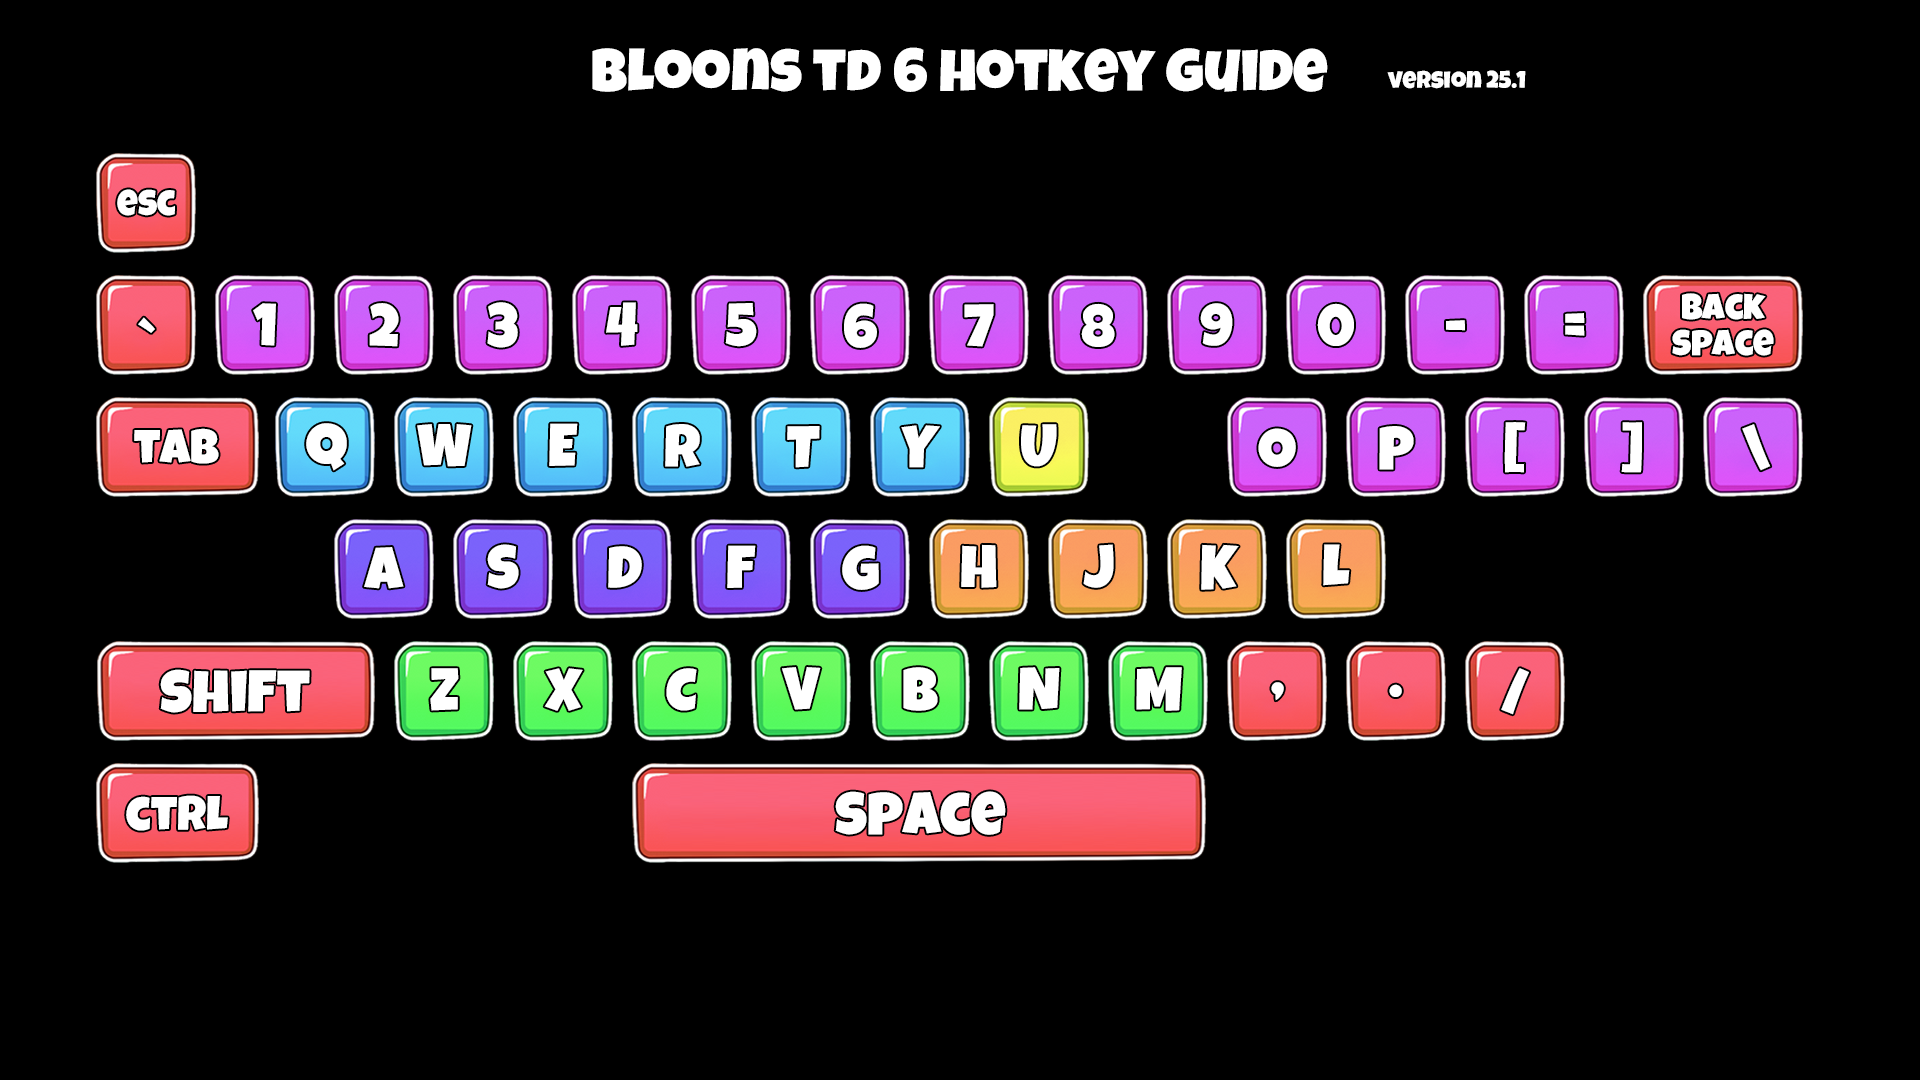 Bloons TD 6 Hotkey Guide
Version 25.1
esc
` 1 2 3 4 5 6 7 8 9 0 - = BACK SPACE
TAB Q W E R T Y U O P [ ] \
A S D F G H J K L
SHIFT Z X C V B N M , . /
CTRL SPACE